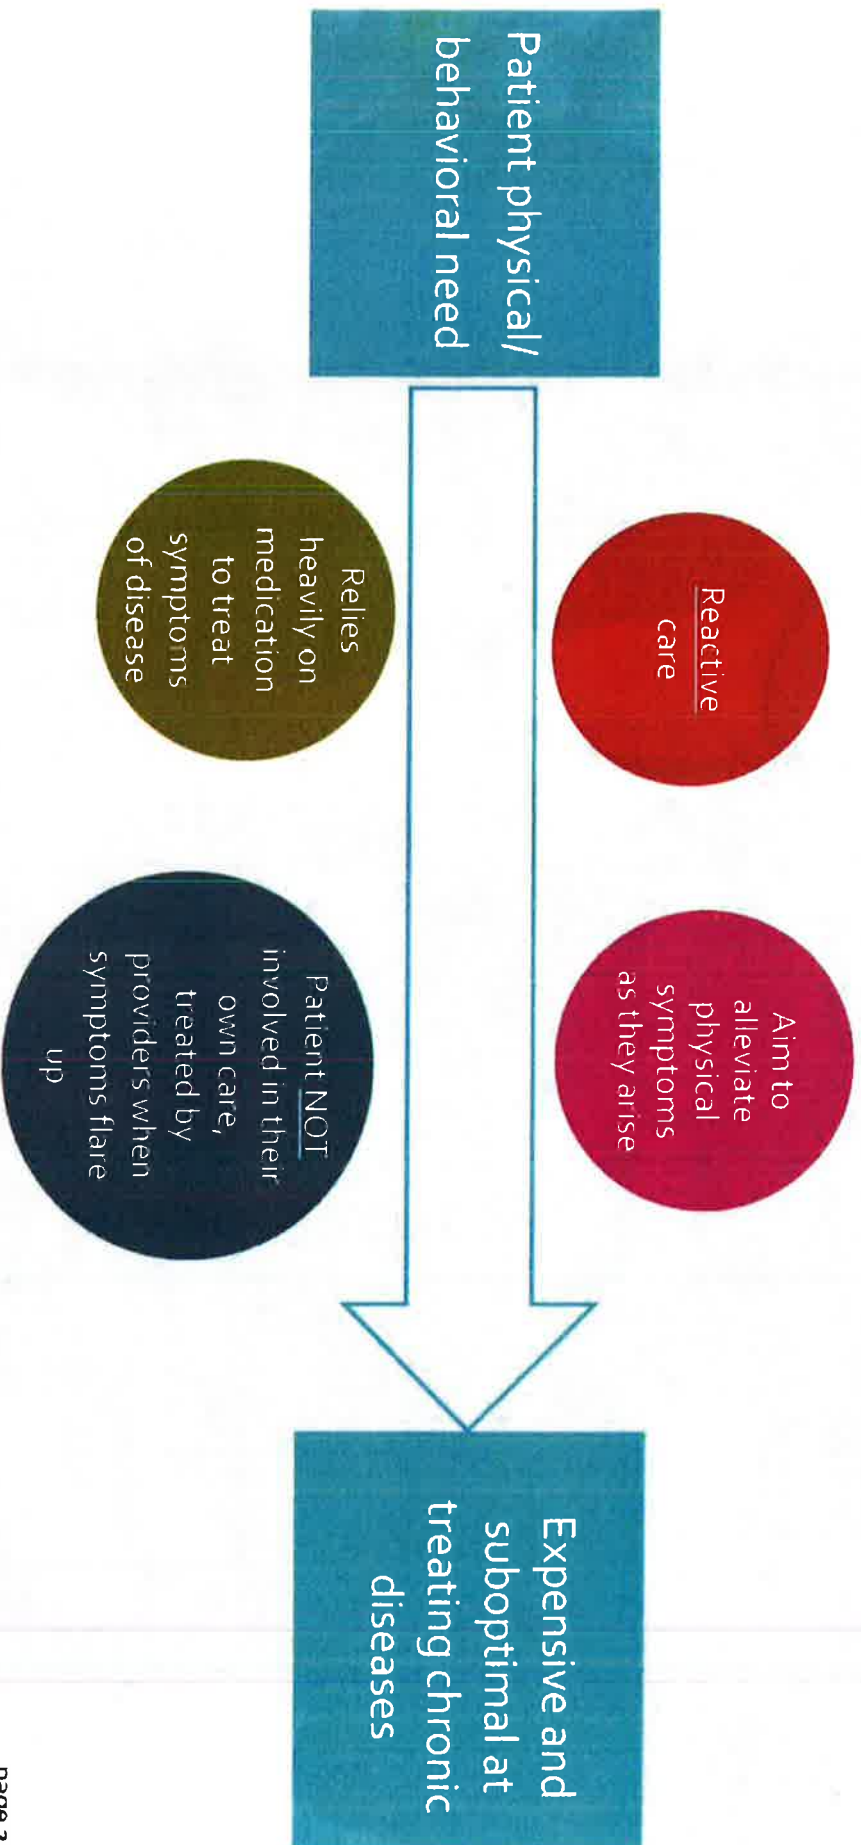 Patient physical/
behavioral need
Reactive
care
Aim to
alleviate
physical
symptoms
as they arise
Relies
heavily on
medication
to treat
symptoms
of disease
Patient NOT
involved in their
own care,
treated by
providers when
symptoms flare
up
Expensive and
suboptimal at
treating chronic
diseases